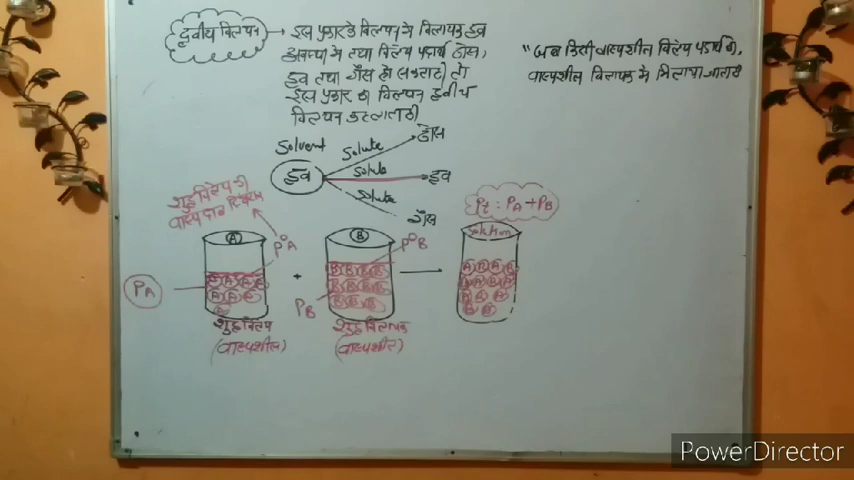 द्रवीय विलयन → इस प्रकार के विलयन में विलायक द्रव
अवस्था में तथा विलेय पदार्थ ठोस,
द्रव तथा गैस हो सकता है तो
इस प्रकार का विलयन द्रवीय
विलयन कहलाता है
"जब किसी वाष्पशील विलेय पदार्थ को,
वाष्पशील विलायक में मिलाया जाता है
Solvent
द्रव
Solute ठोस
Solute द्रव
Solute गैस
शुद्ध विलेय का
वाष्प दाब
Pt : PA + PB
A
P°A
PA
+
B
P°B
PB
Solution
शुद्ध विलेय
(वाष्पशील)
शुद्ध विलायक
(वाष्पशील)
PowerDirector